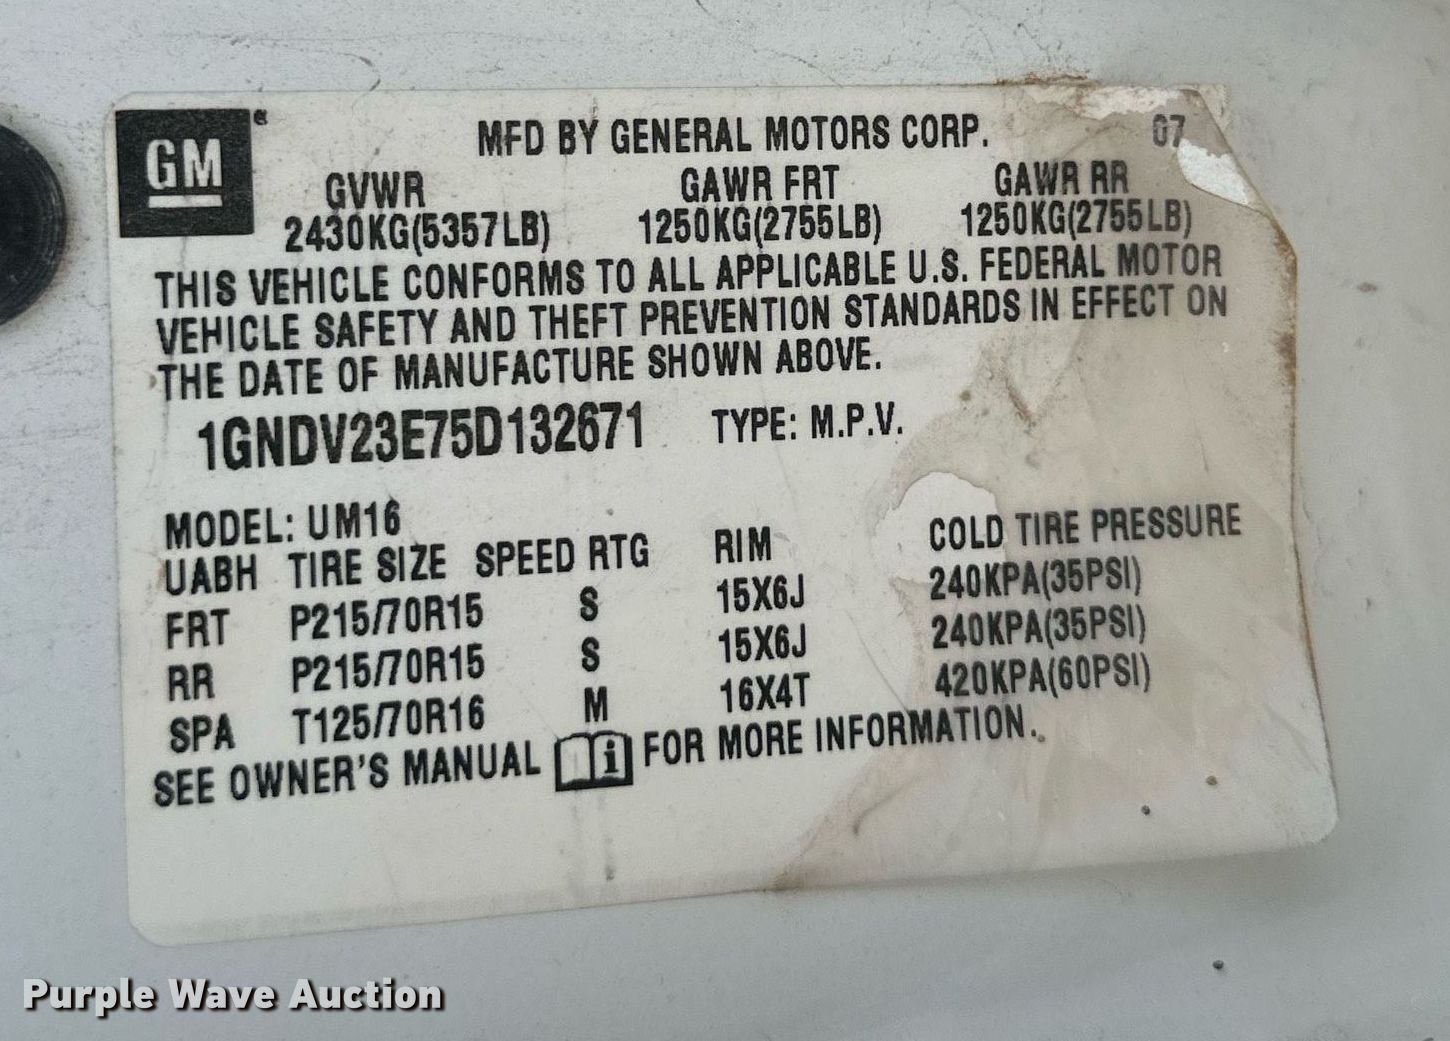 GM
MFD BY GENERAL MOTORS CORP. 07
GVWR GAWR FRT GAWR RR
2430KG(5357LB) 1250KG(2755LB) 1250KG(2755LB)
THIS VEHICLE CONFORMS TO ALL APPLICABLE U.S. FEDERAL MOTOR
VEHICLE SAFETY AND THEFT PREVENTION STANDARDS IN EFFECT ON
THE DATE OF MANUFACTURE SHOWN ABOVE.
1GNDV23E75D132671 TYPE: M.P.V.
MODEL: UM16
UABH TIRE SIZE SPEED RTG RIM COLD TIRE PRESSURE
FRT P215/70R15 S 15X6J 240KPA(35PSI)
RR P215/70R15 S 15X6J 240KPA(35PSI)
SPA T125/70R16 M 16X4T 420KPA(60PSI)
SEE OWNER'S MANUAL i FOR MORE INFORMATION.
Purple Wave Auction